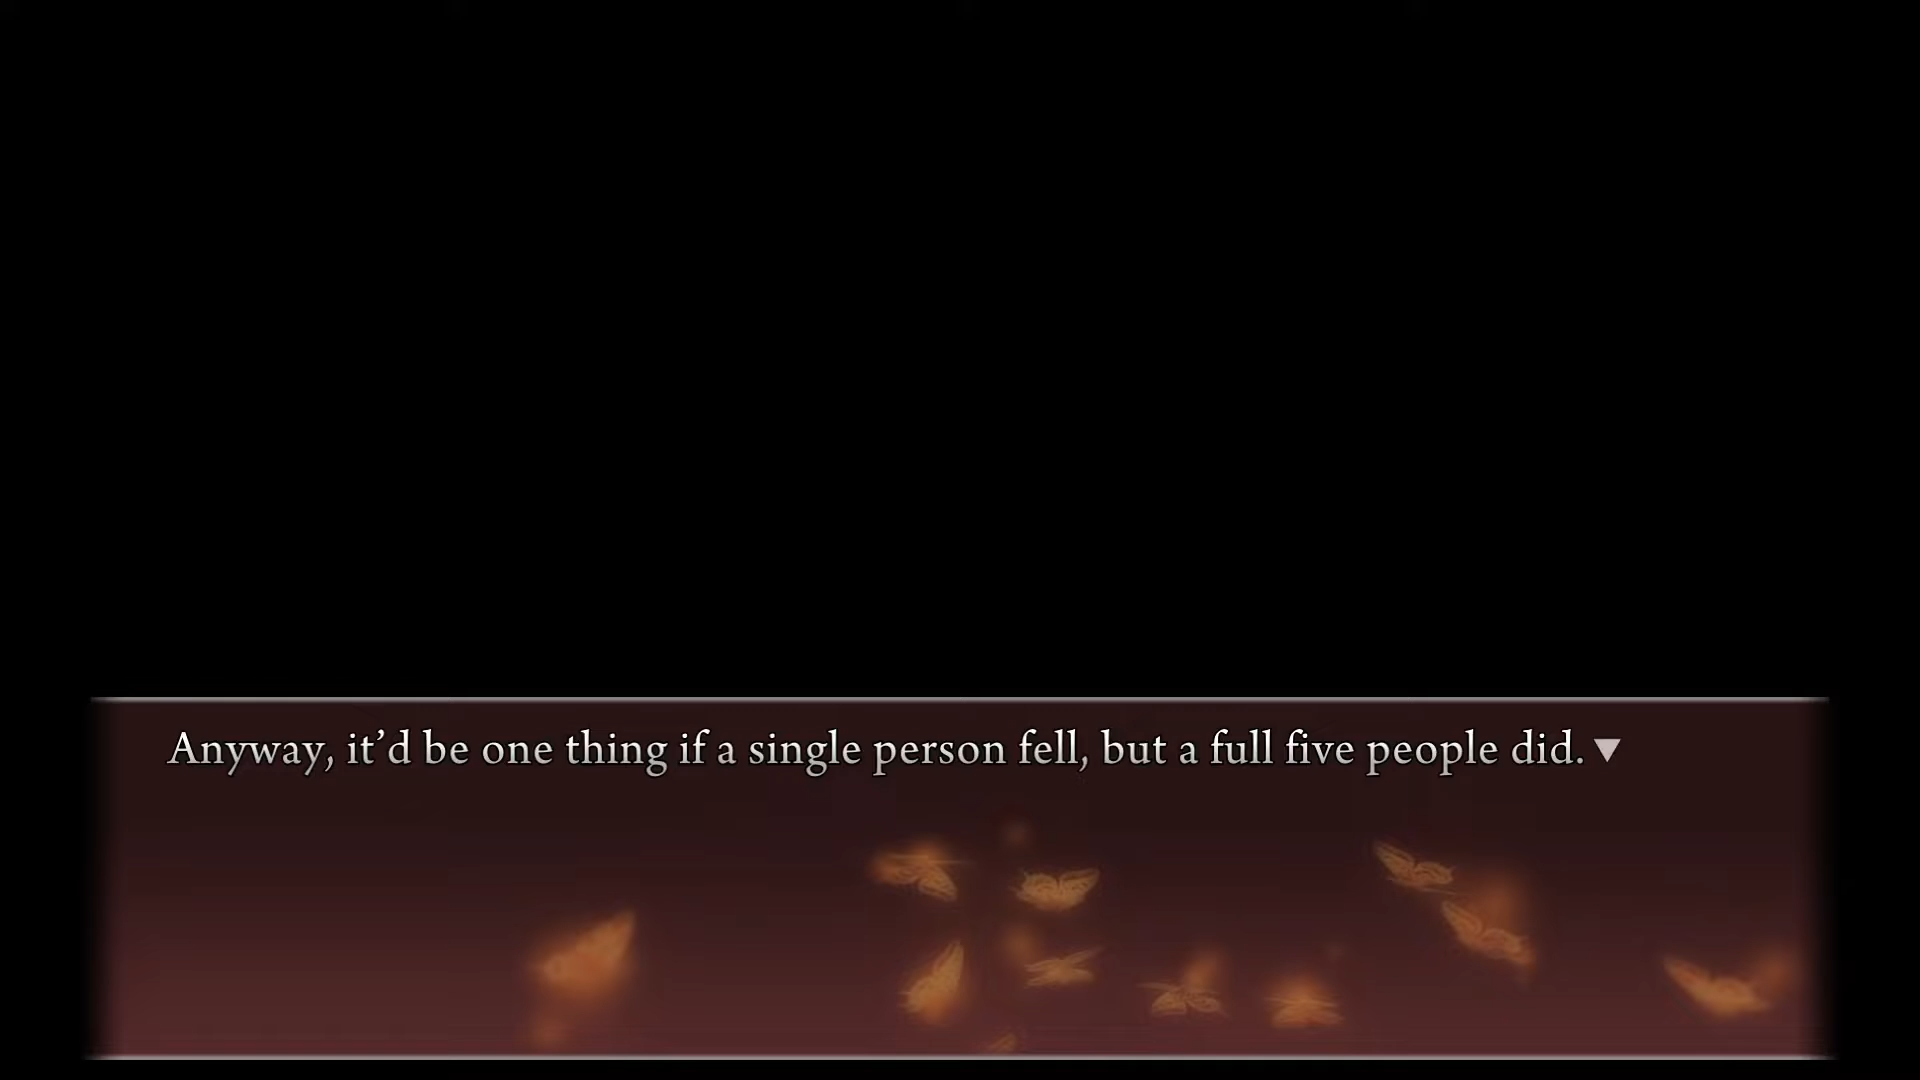 Anyway, it’d be one thing if a single person fell, but a full five people did.